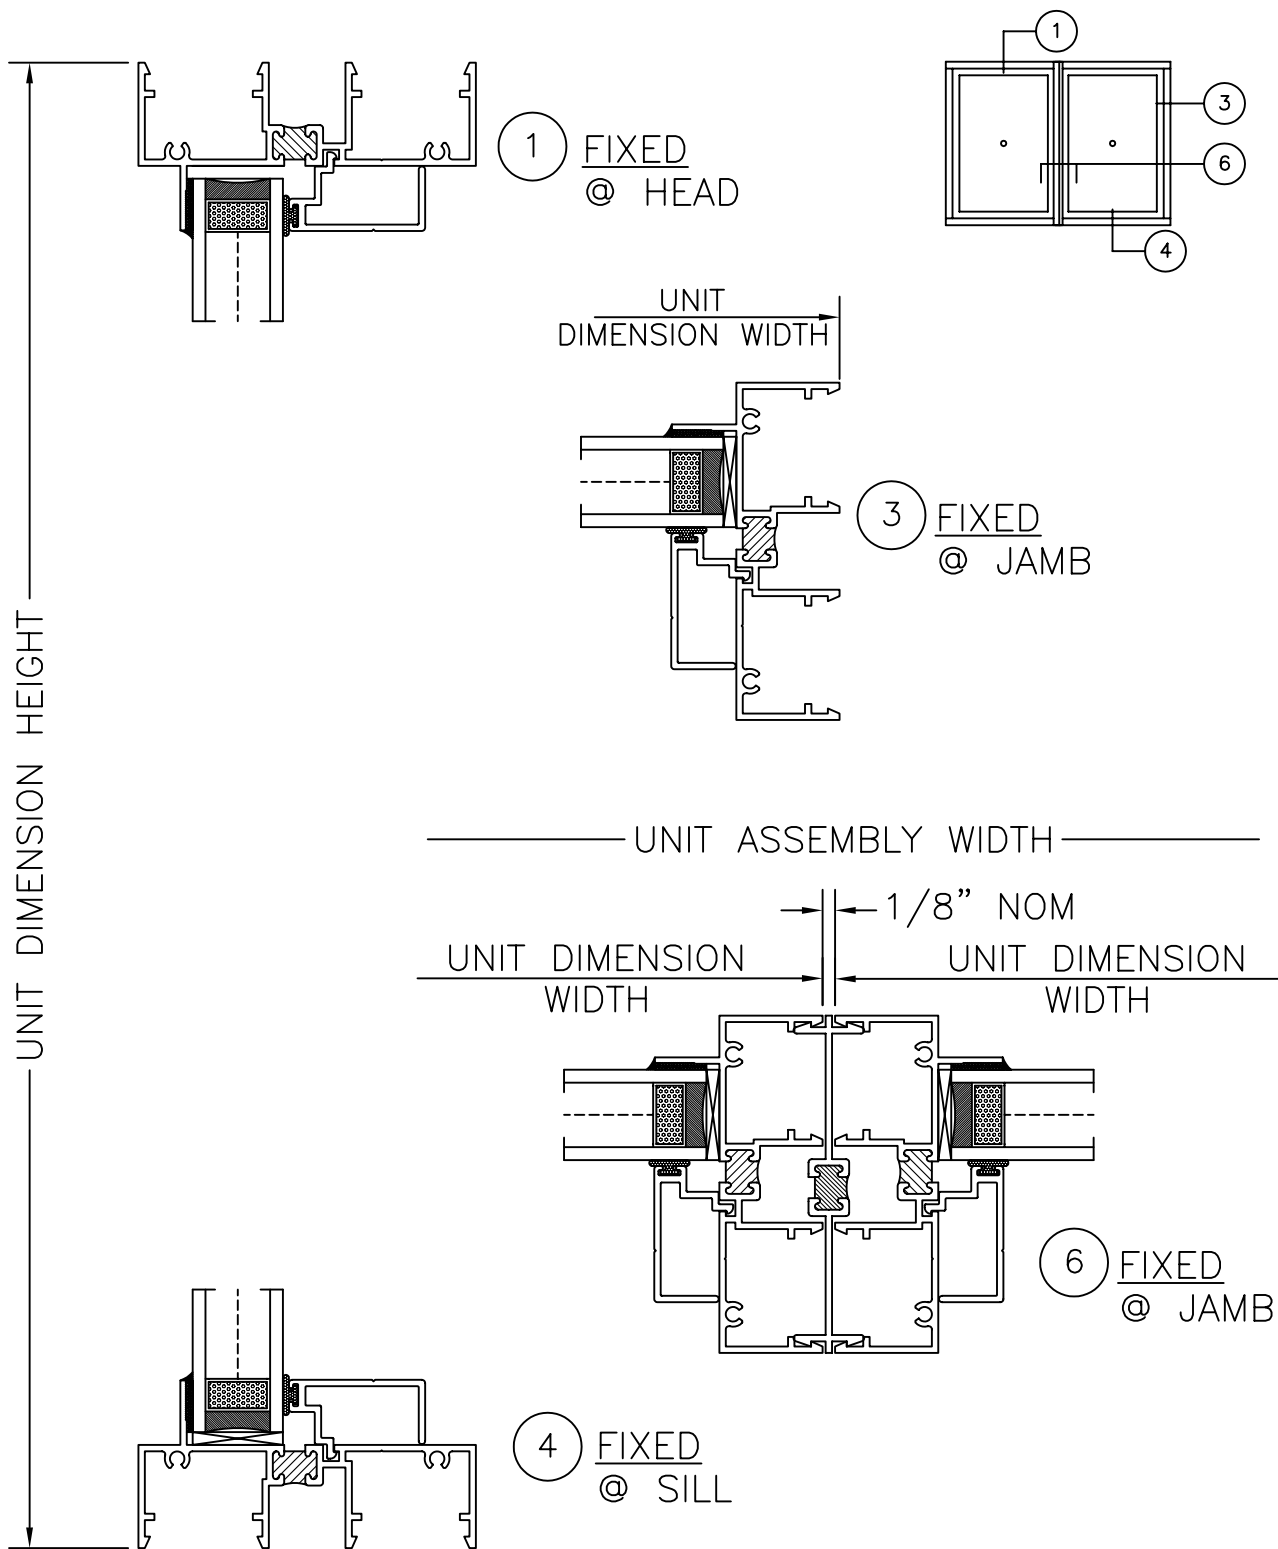 1
3
6
4
1
FIXED
@ HEAD
UNIT
DIMENSION WIDTH
3
FIXED
@ JAMB
UNIT DIMENSION HEIGHT
UNIT ASSEMBLY WIDTH
1/8” NOM
UNIT DIMENSION
WIDTH
UNIT DIMENSION
WIDTH
6
FIXED
@ JAMB
4
FIXED
@ SILL